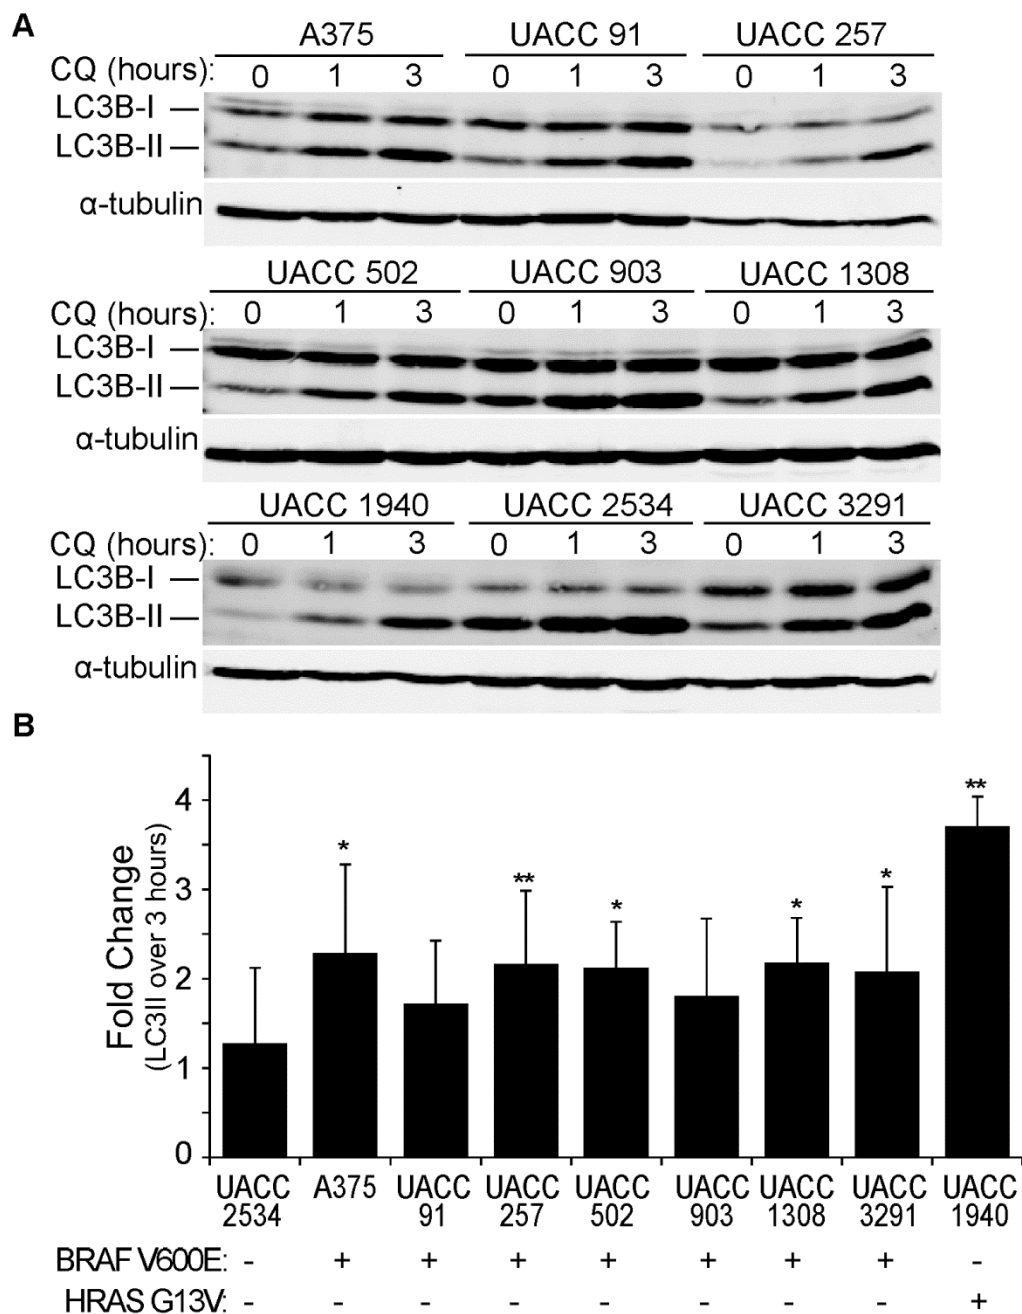 A
A375 UACC 91 UACC 257
CQ (hours): 0 1 3 0 1 3 0 1 3
LC3B-I
LC3B-II
α-tubulin
UACC 502 UACC 903 UACC 1308
CQ (hours): 0 1 3 0 1 3 0 1 3
LC3B-I
LC3B-II
α-tubulin
UACC 1940 UACC 2534 UACC 3291
CQ (hours): 0 1 3 0 1 3 0 1 3
LC3B-I
LC3B-II
α-tubulin
B
Fold Change
(LC3II over 3 hours)
4
3
2
1
0
* ** * * * **
UACC A375 UACC UACC UACC UACC UACC UACC UACC
2534 91 257 502 903 1308 3291 1940
BRAF V600E: - + + + + + + + -
HRAS G13V: - - - - - - - - +